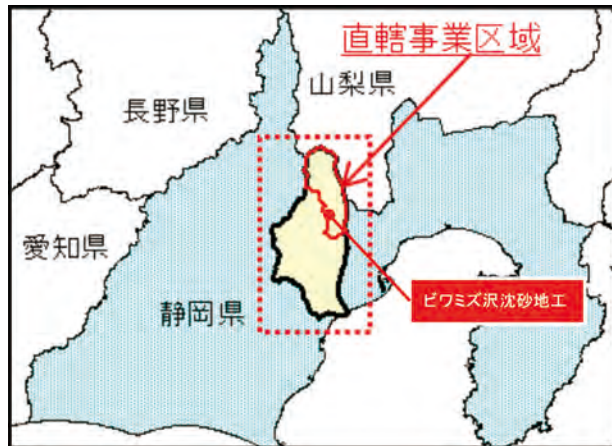 直轄事業区域
山梨県
長野県
愛知県
ビワミズ沢沈砂地工
静岡県